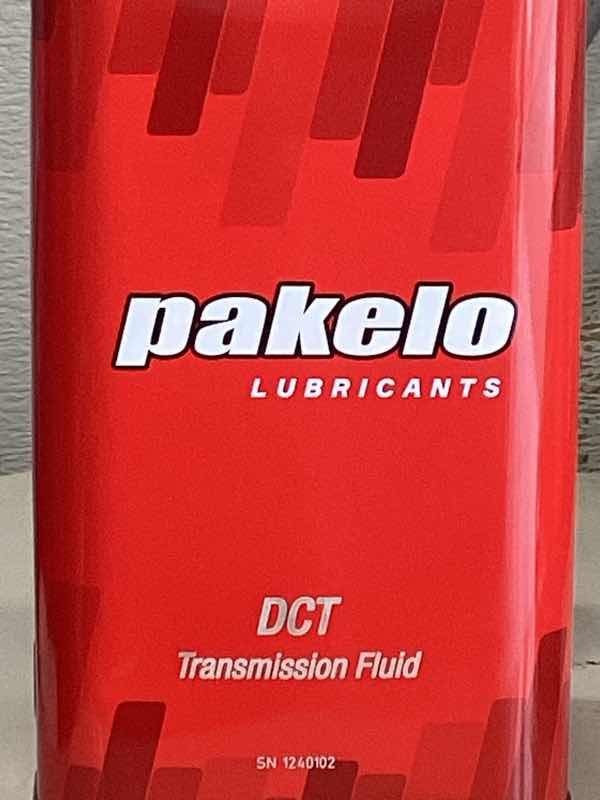 pakelo
LUBRICANTS
DCT
Transmission Fluid
SN 1240102